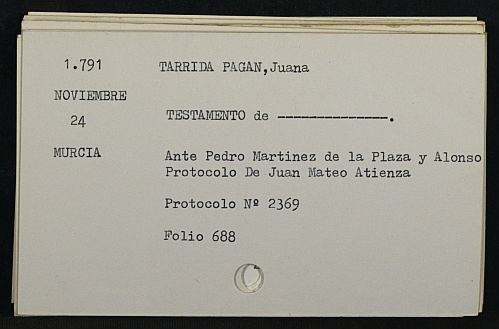 1.791 TARRIDA PAGAN,Juana
NOVIEMBRE
24 TESTAMENTO de ---------------.
MURCIA Ante Pedro Martinez de la Plaza y Alonso
Protocolo De Juan Mateo Atienza
Protocolo Nº 2369
Folio 688